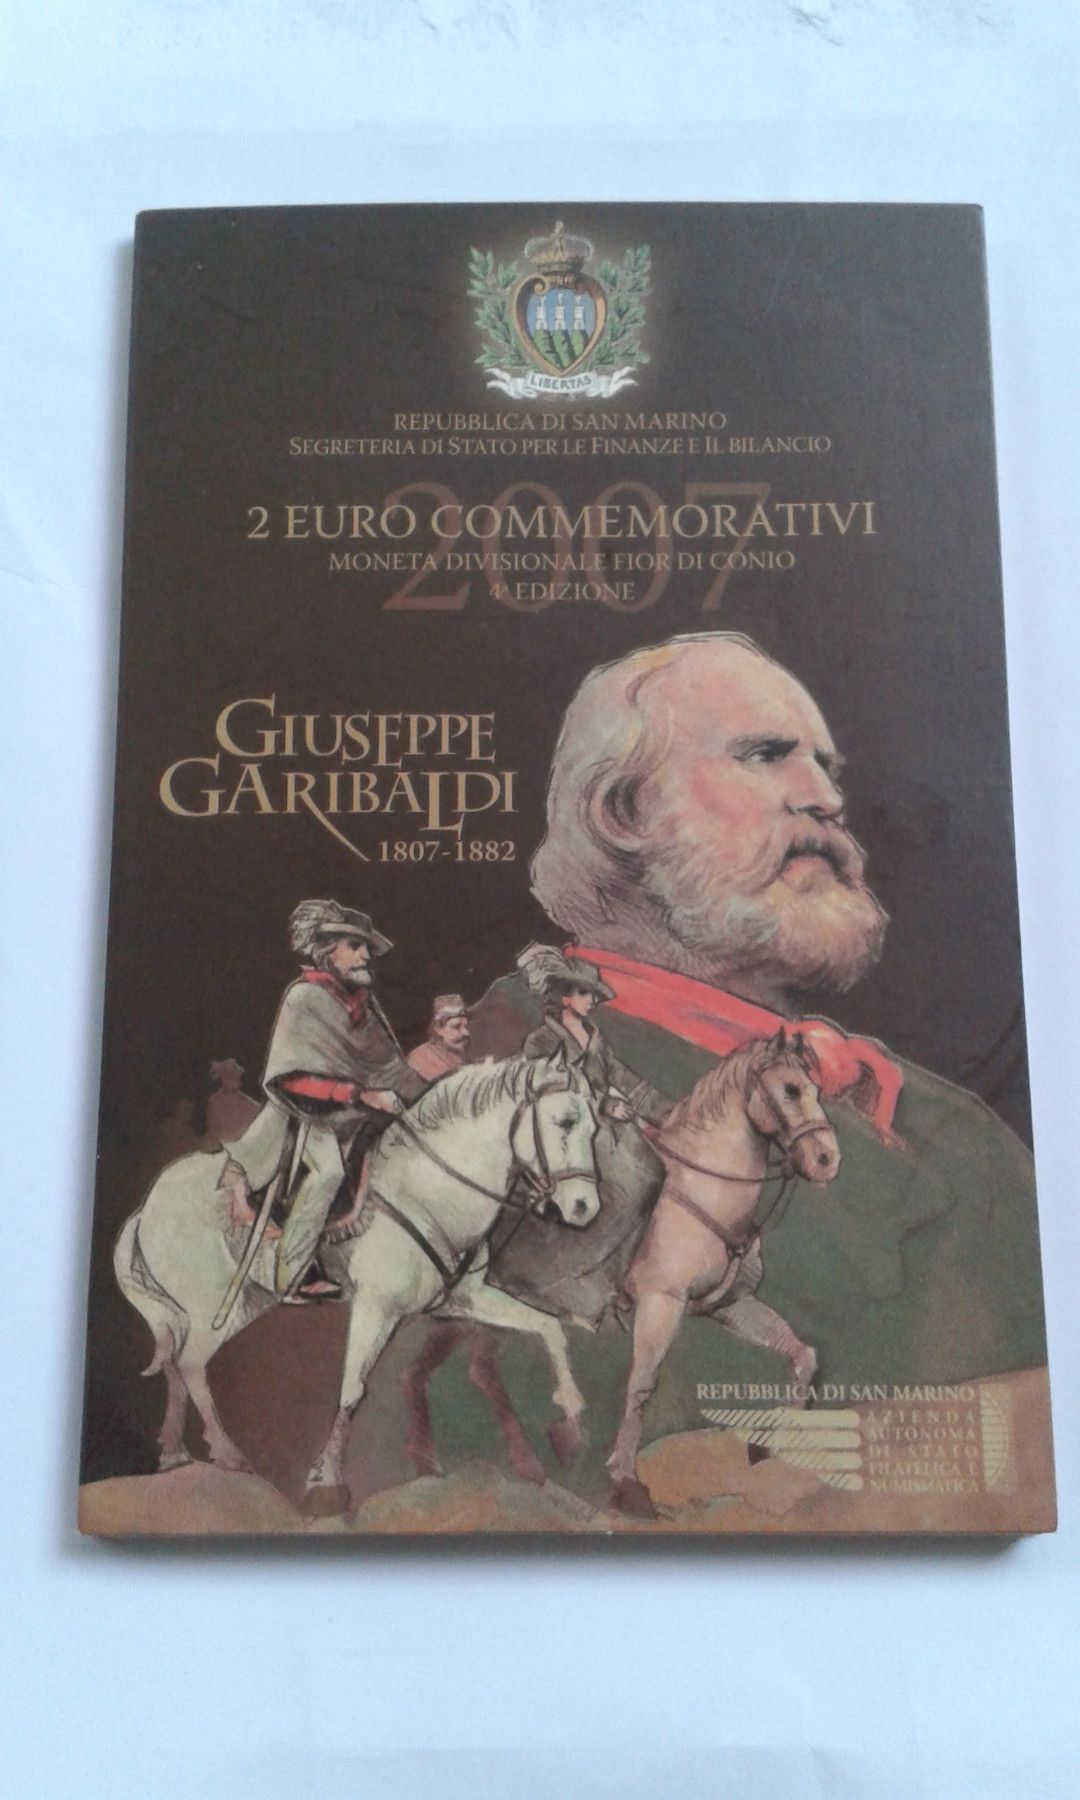 LIBERTAS
REPUBBLICA DI SAN MARINO
SEGRETERIA DI STATO PER LE FINANZE E IL BILANCIO
2007
2 EURO COMMEMORATIVI
MONETA DIVISIONALE FIOR DI CONIO
4ª EDIZIONE
GIUSEPPE
GARIBALDI
1807-1882
REPUBBLICA DI SAN MARINO
AZIENDA
AUTONOMA
DI STATO
FILATELICA E
NUMISMATICA